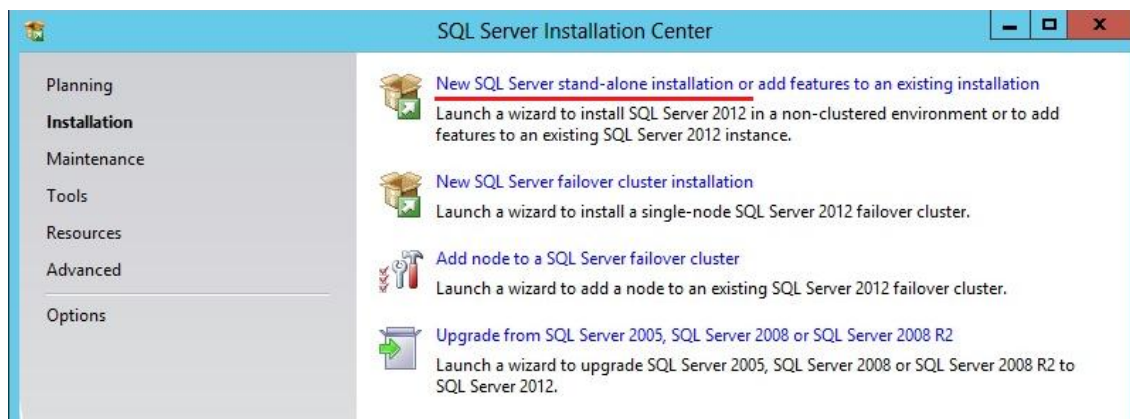 SQL Server Installation Center
Planning
Installation
Maintenance
Tools
Resources
Advanced
Options
New SQL Server stand-alone installation or add features to an existing installation
Launch a wizard to install SQL Server 2012 in a non-clustered environment or to add
features to an existing SQL Server 2012 instance.
New SQL Server failover cluster installation
Launch a wizard to install a single-node SQL Server 2012 failover cluster.
Add node to a SQL Server failover cluster
Launch a wizard to add a node to an existing SQL Server 2012 failover cluster.
Upgrade from SQL Server 2005, SQL Server 2008 or SQL Server 2008 R2
Launch a wizard to upgrade SQL Server 2005, SQL Server 2008 or SQL Server 2008 R2 to
SQL Server 2012.